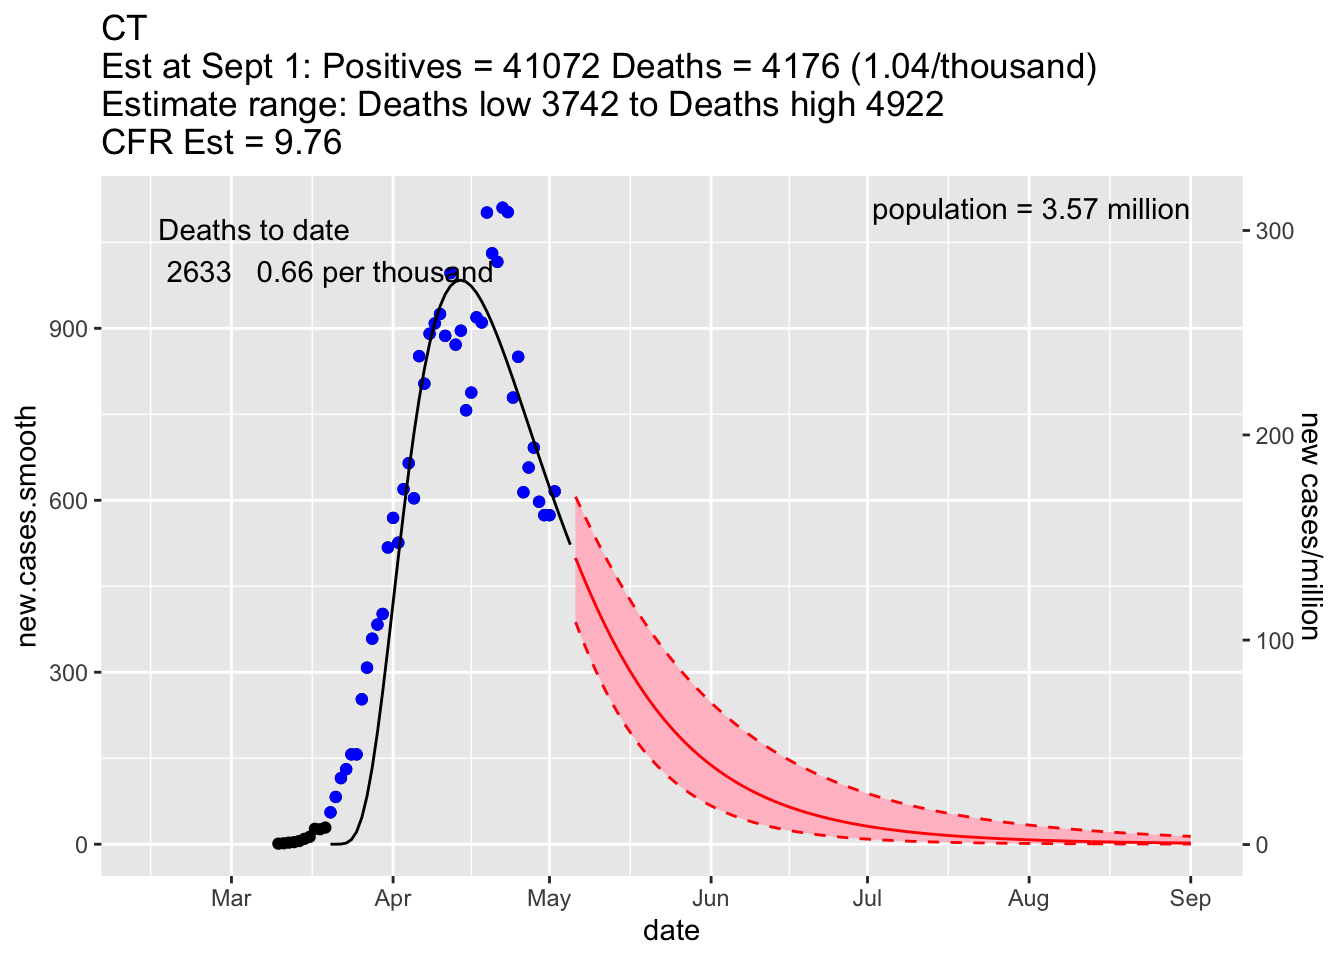 CT
Est at Sept 1: Positives = 41072 Deaths = 4176 (1.04/thousand)
Estimate range: Deaths low 3742 to Deaths high 4922
CFR Est = 9.76
Deaths to date
2633 0.66 per thousand
population = 3.57 million
900
600
300
0
new.cases.smooth
300
200
100
0
new cases/million
Mar Apr May Jun Jul Aug Sep
date